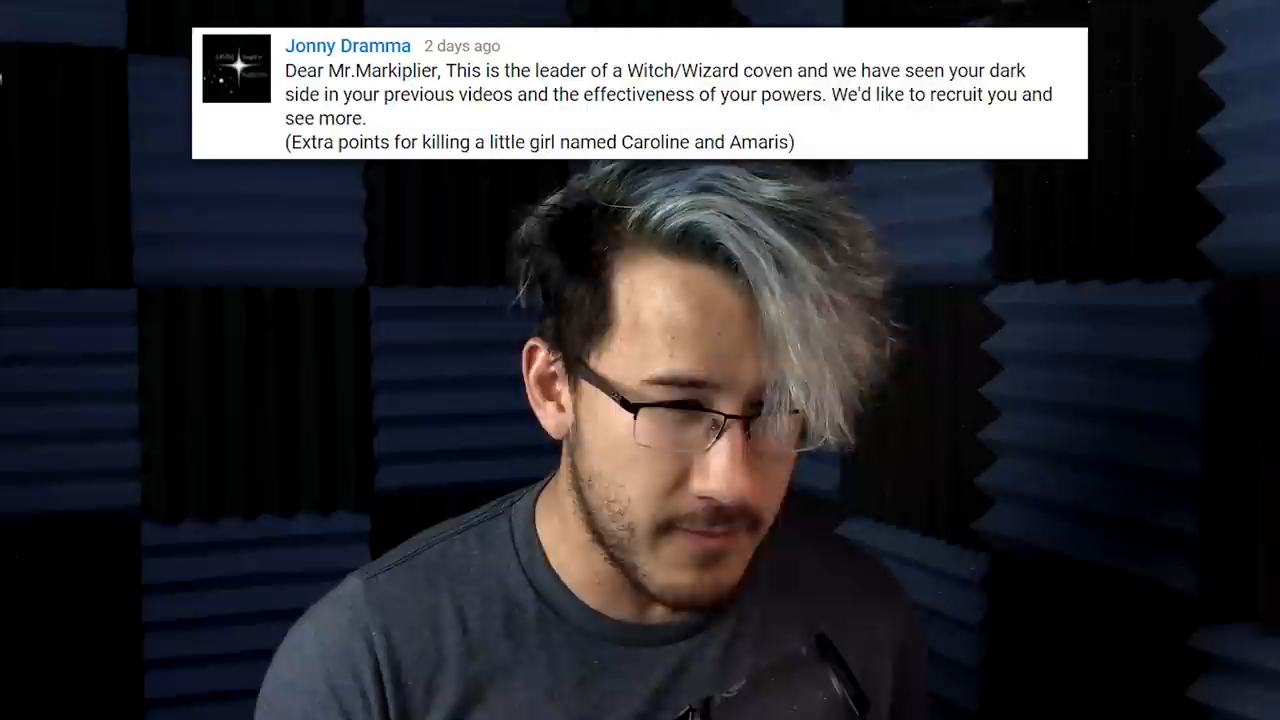 Jonny Dramma 2 days ago
Dear Mr.Markiplier, This is the leader of a Witch/Wizard coven and we have seen your dark
side in your previous videos and the effectiveness of your powers. We'd like to recruit you and
see more.
(Extra points for killing a little girl named Caroline and Amaris)